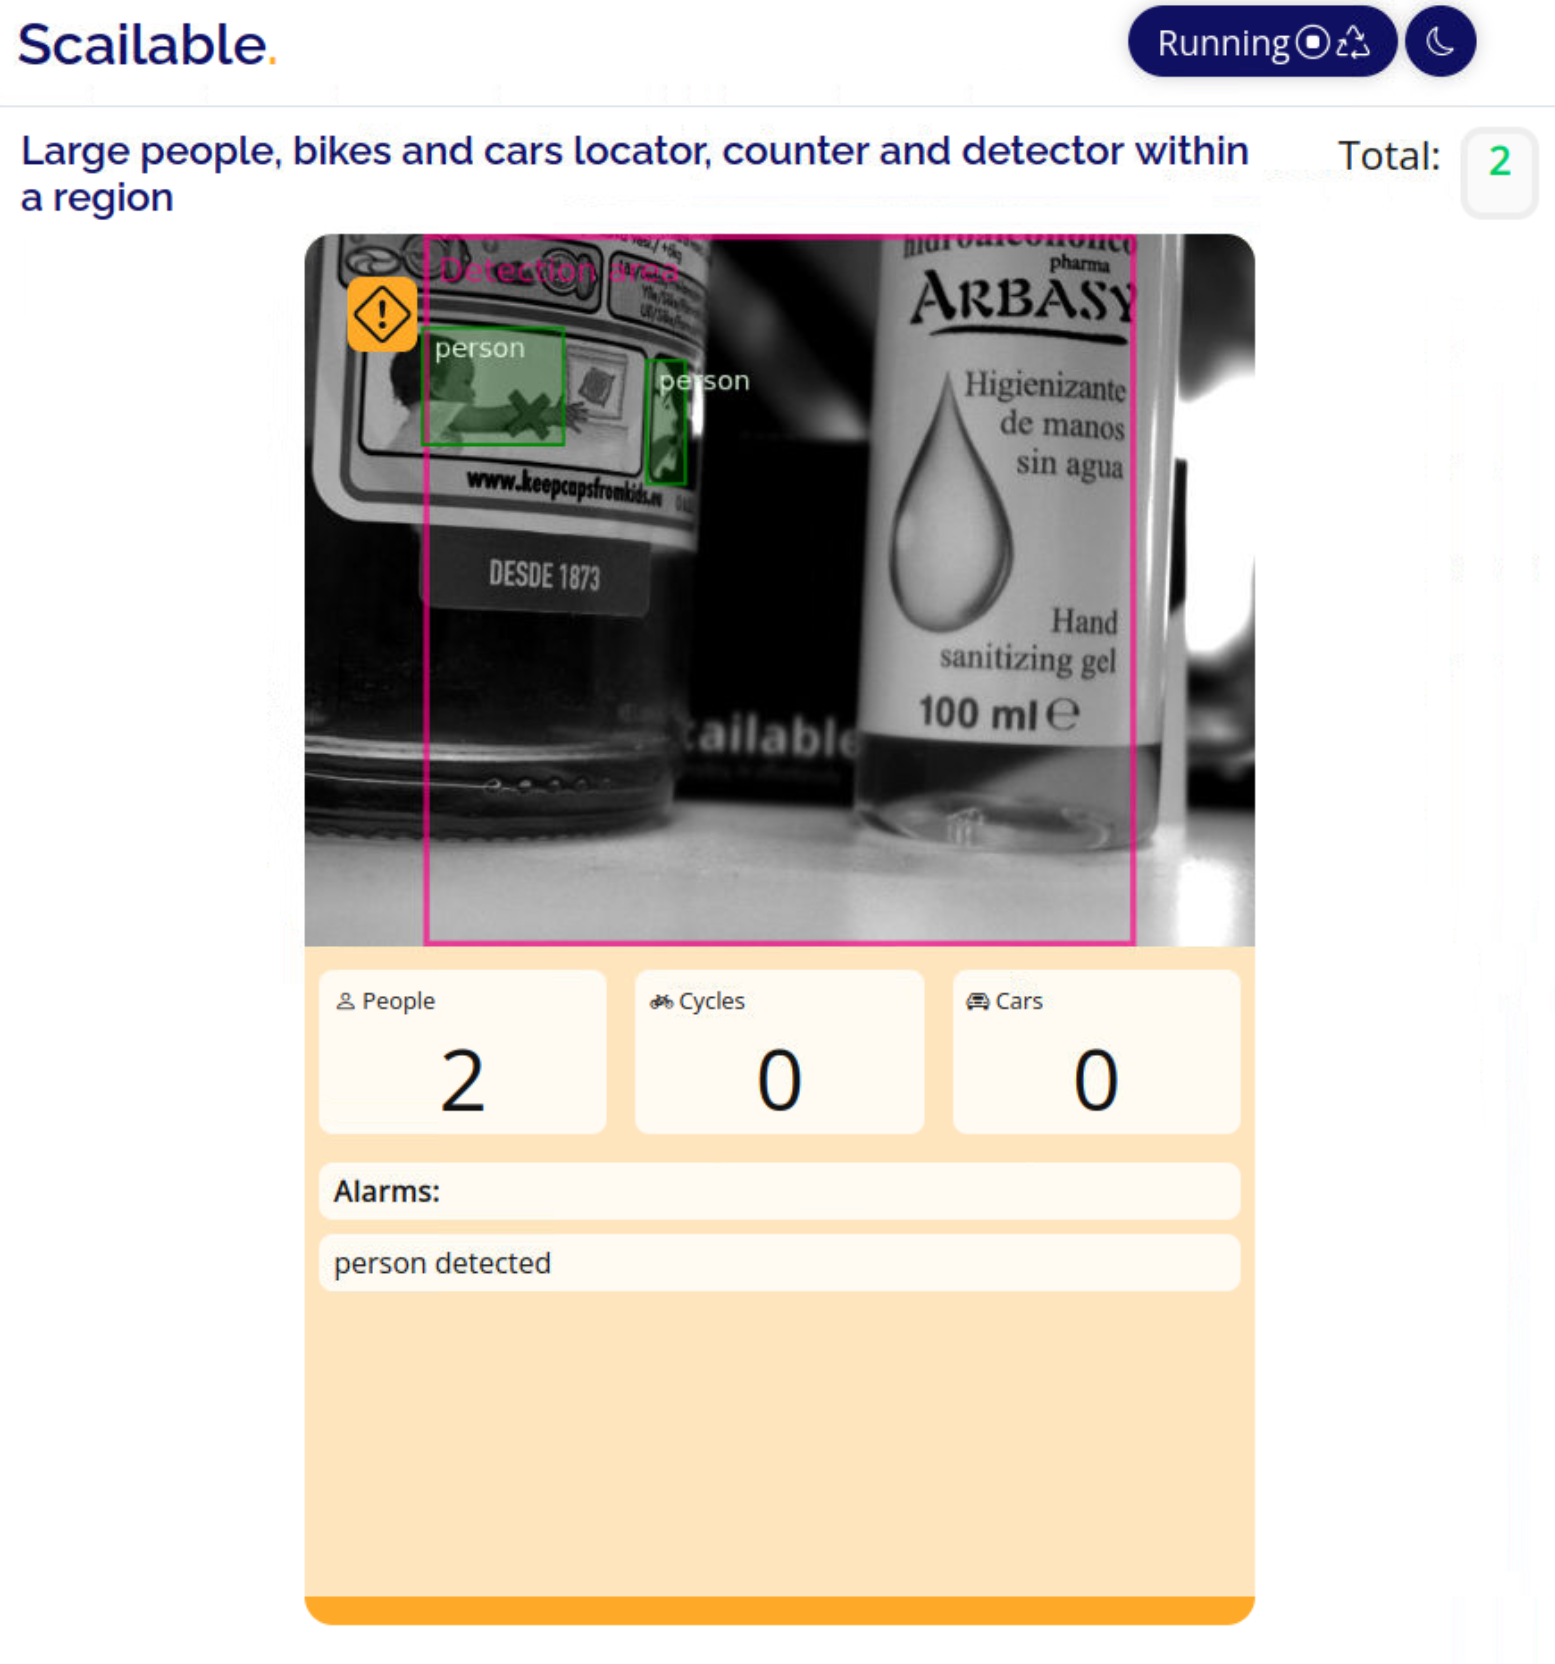 Scailable.
Running
Large people, bikes and cars locator, counter and detector within
a region
Total:
2
Detection area
person
person
www.keepcapsfromkids.eu
DESDE 1873
hidroalcohólico
pharma
ARBASY
Higienizante
de manos
sin agua
Hand
sanitizing gel
100 ml ℮
cailable
People
2
Cycles
0
Cars
0
Alarms:
person detected